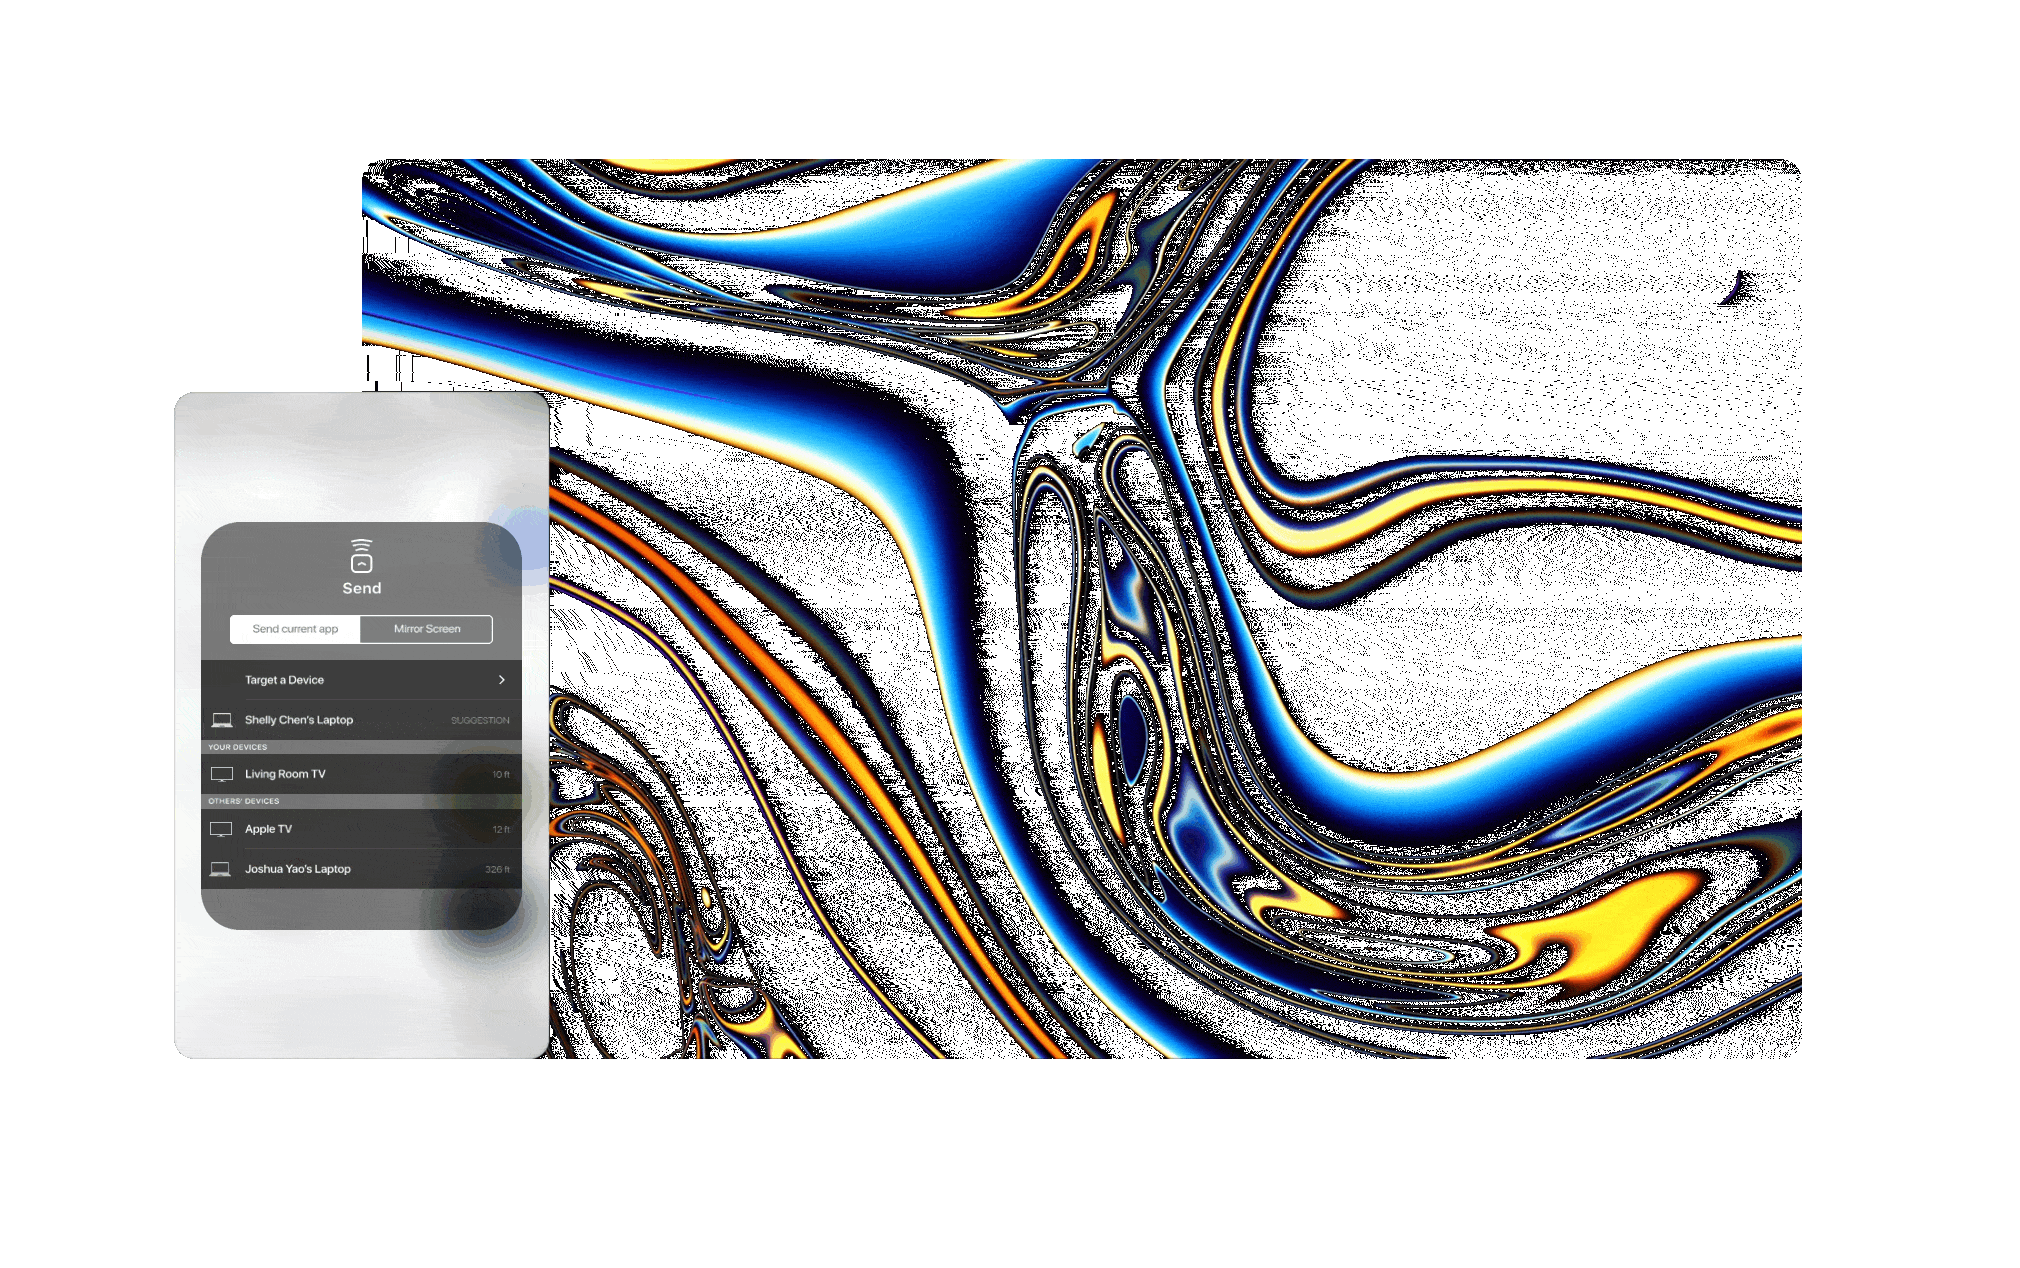 Send
Send current app
Mirror Screen
Target a Device
Shelly Chen's Laptop
SUGGESTION
YOUR DEVICES
Living Room TV
10 ft
OTHERS' DEVICES
Apple TV
12 ft
Joshua Yao's Laptop
326 ft